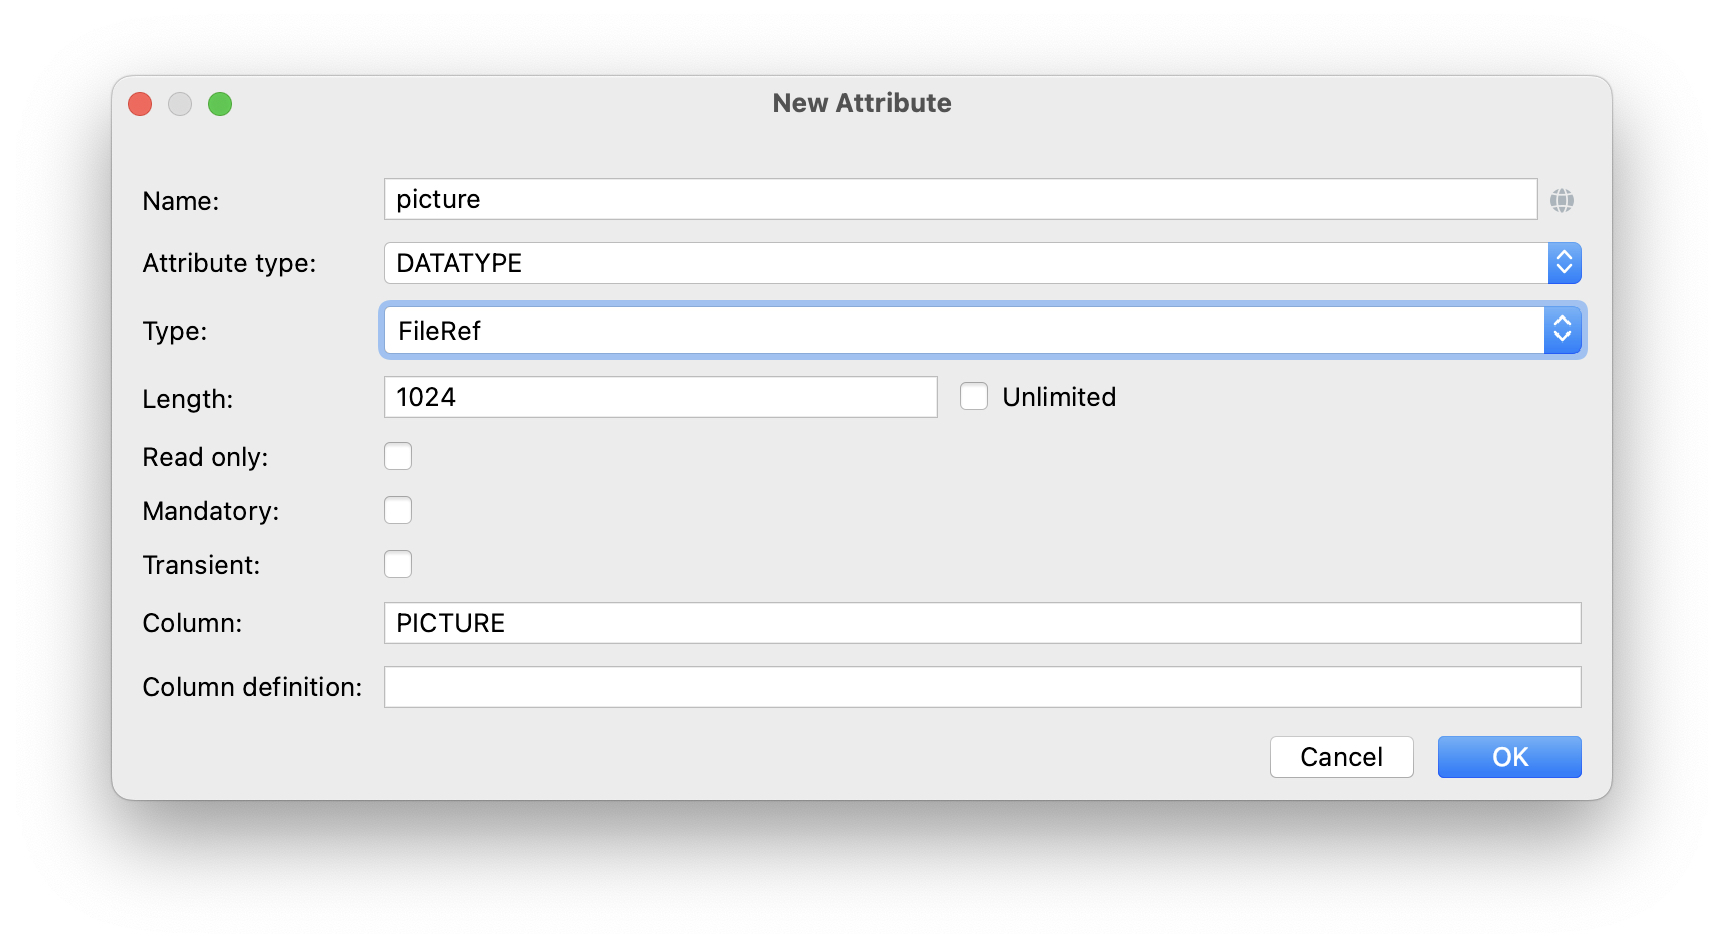 New Attribute
Name: picture
Attribute type: DATATYPE
Type: FileRef
Length: 1024 Unlimited
Read only:
Mandatory:
Transient:
Column: PICTURE
Column definition:
Cancel OK